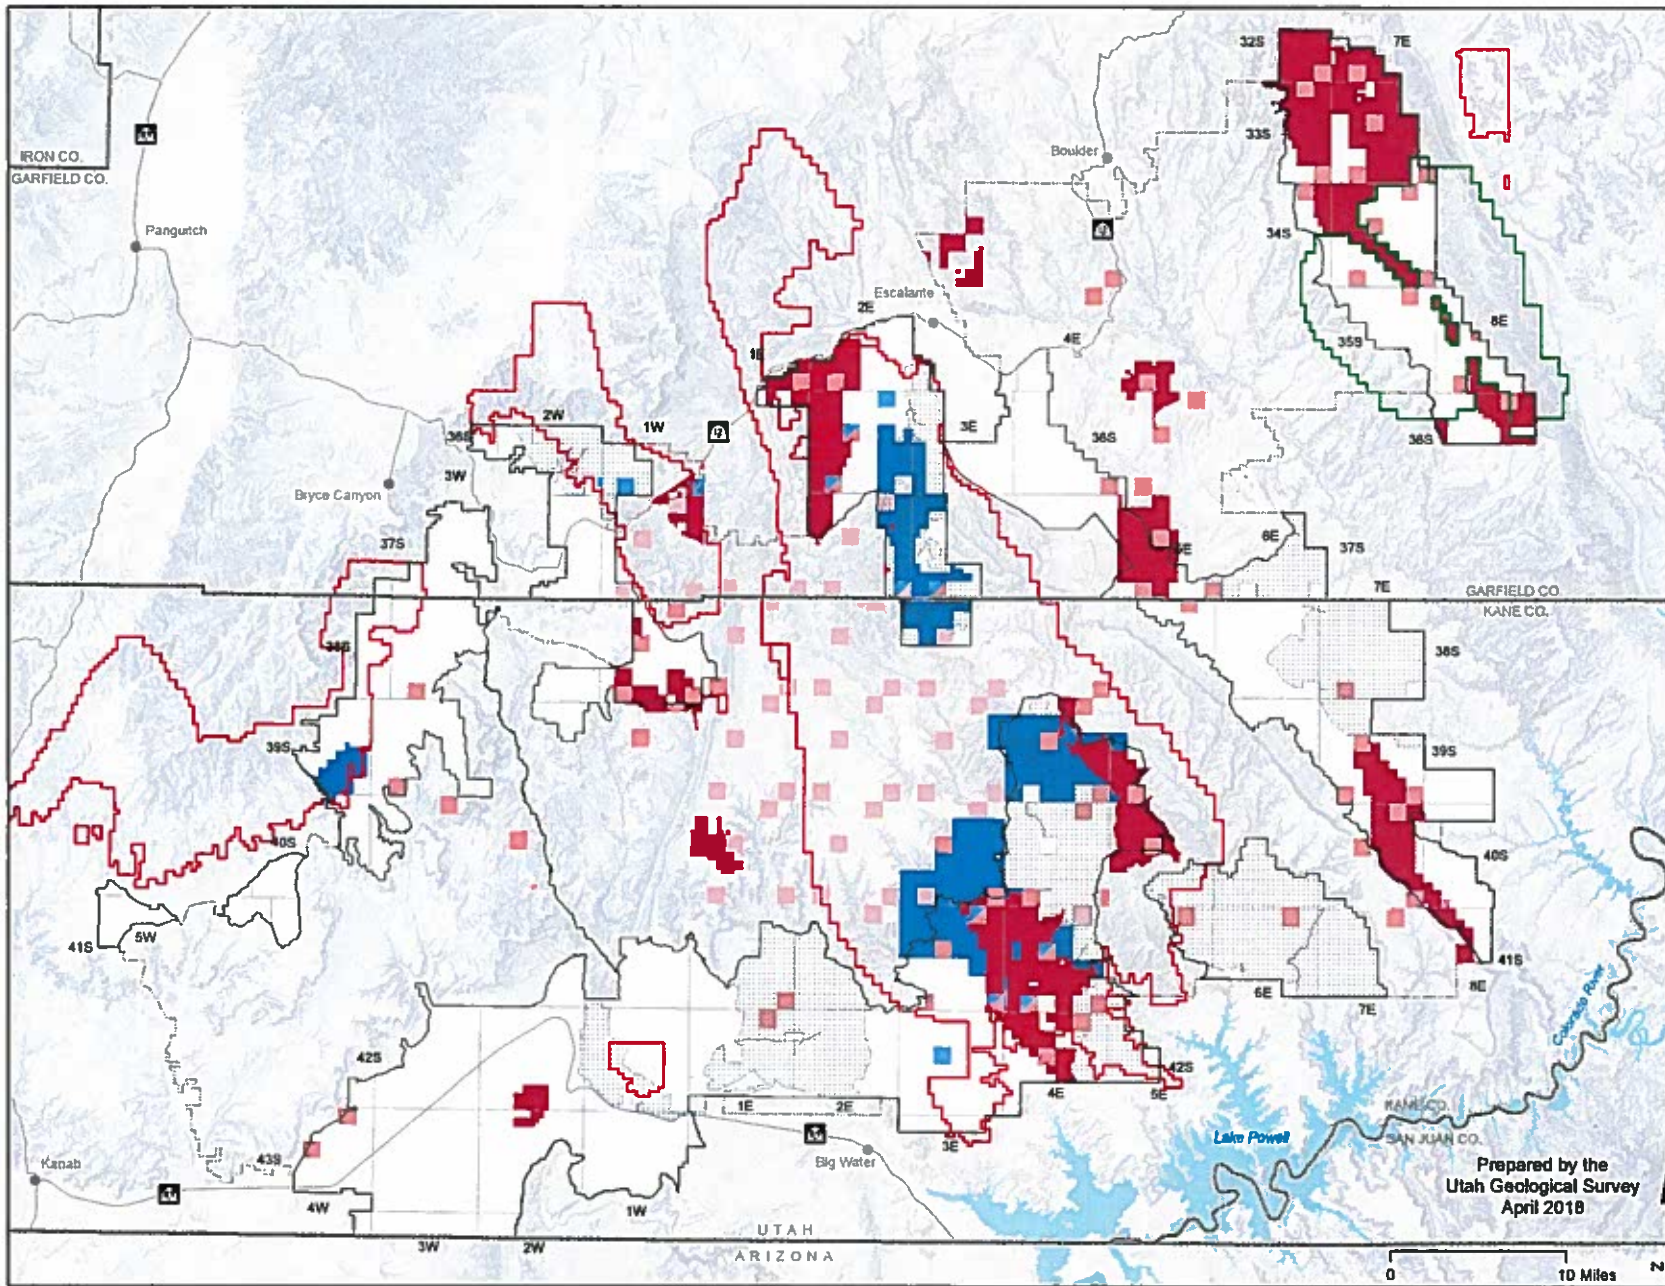 32S
7E
33S
IRON CO.
GARFIELD CO.
Boulder
Panguitch
34S
Escalante
2E
8E
4E
35S
1E
12
2W
1W
3E
36S
36S
36S
3W
Bryce Canyon
6E
37S
37S
7E
GARFIELD CO
KANE CO.
38S
38S
39S
39S
40S
40S
41S
5W
41S
6E
8E
7E
Colorado River
42S
42S
1E
2E
4E
5E
KANE CO.
Lake Powell
SAN JUAN CO.
3E
43S
Big Water
Kanab
Prepared by the
Utah Geological Survey
April 2018
4W
1W
UTAH
3W
2W
ARIZONA
0
10 Miles